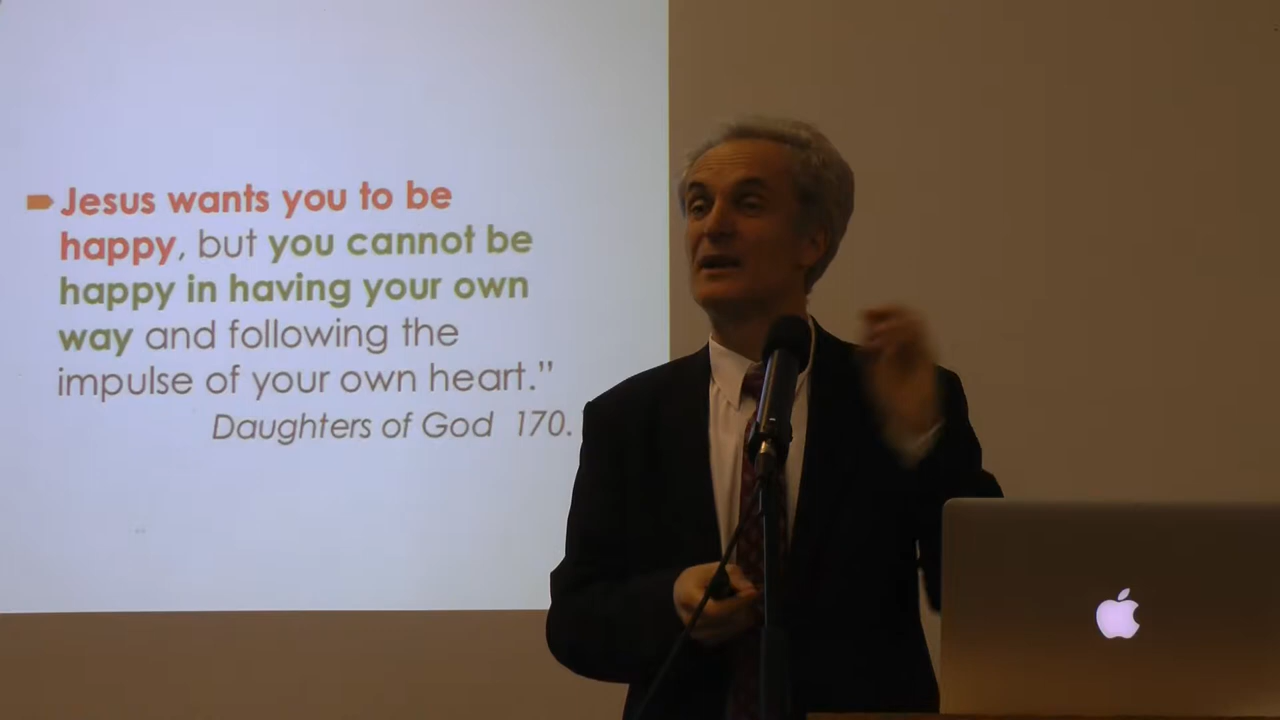 Jesus wants you to be
happy, but you cannot be
happy in having your own
way and following the
impulse of your own heart.”
Daughters of God 170.